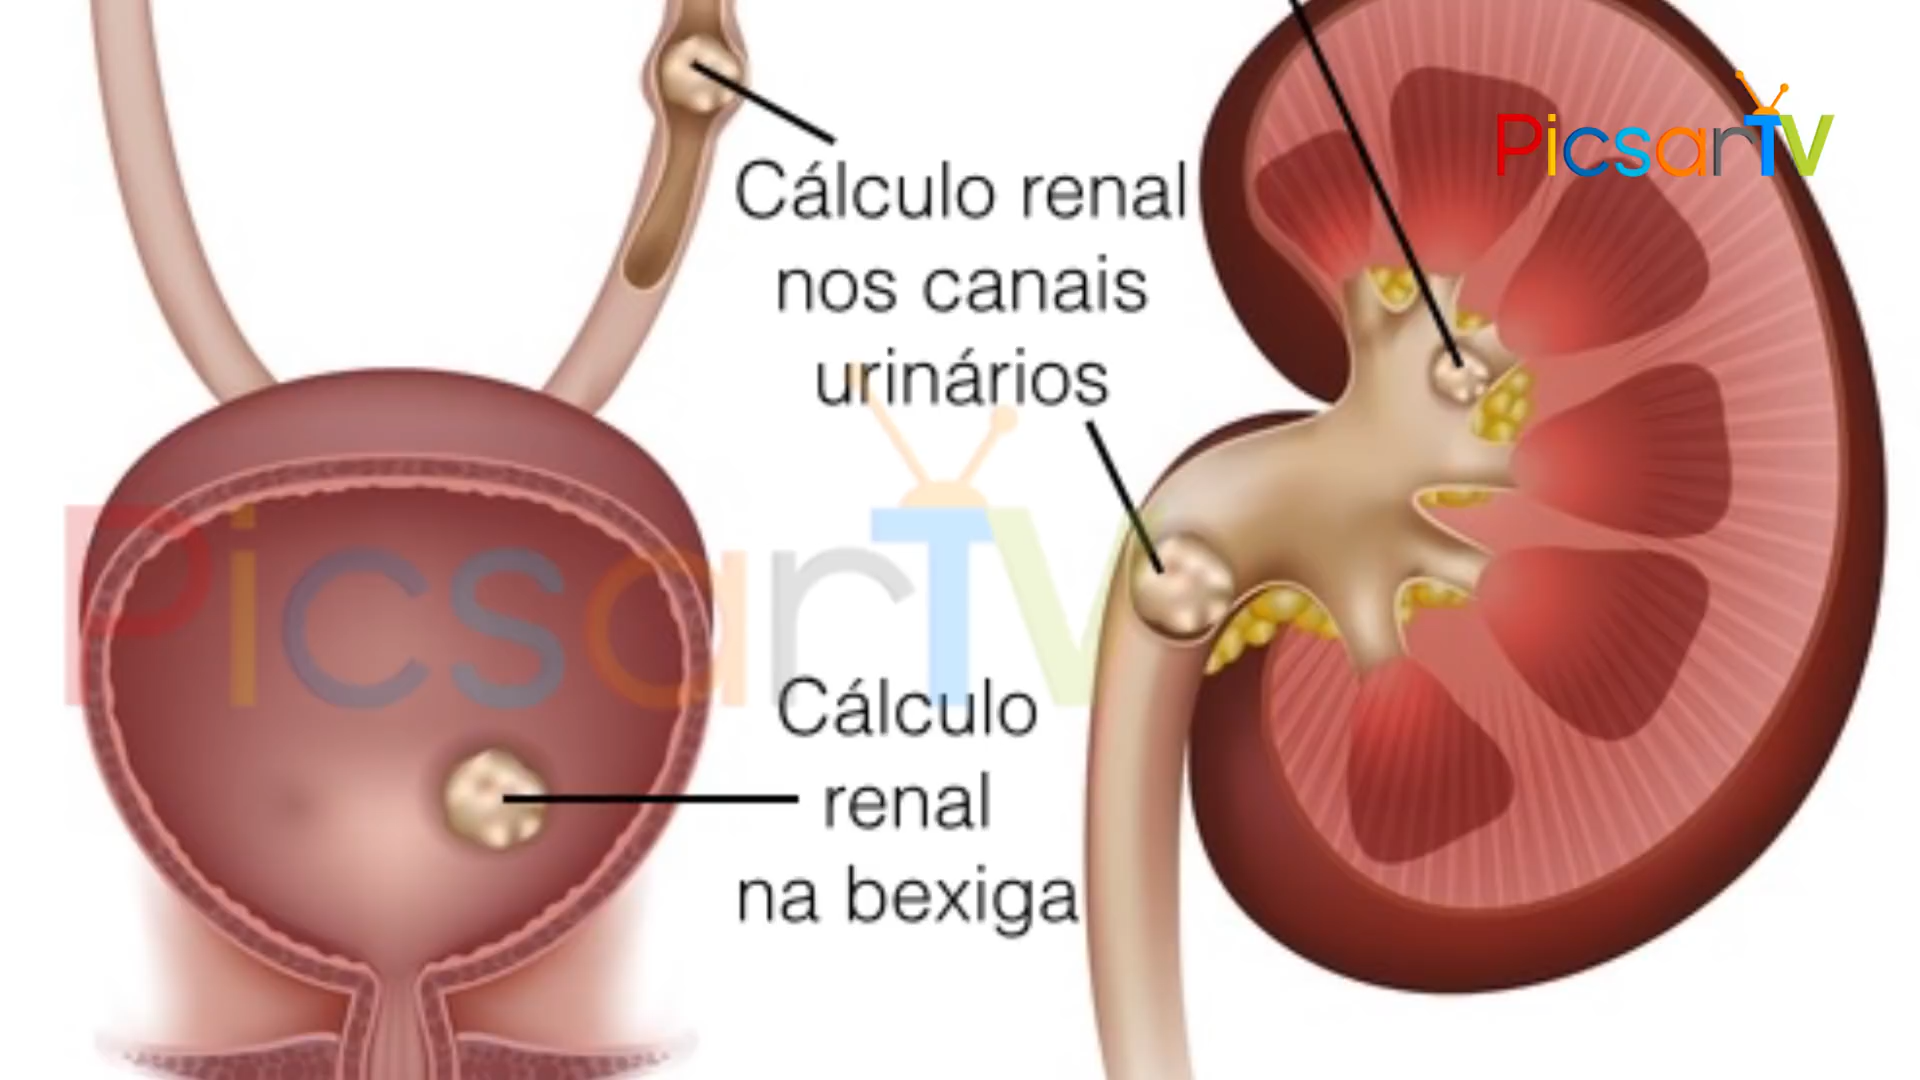 PicsarTV
Cálculo renal
nos canais
urinários
PicsarTV
Cálculo
renal
na bexiga